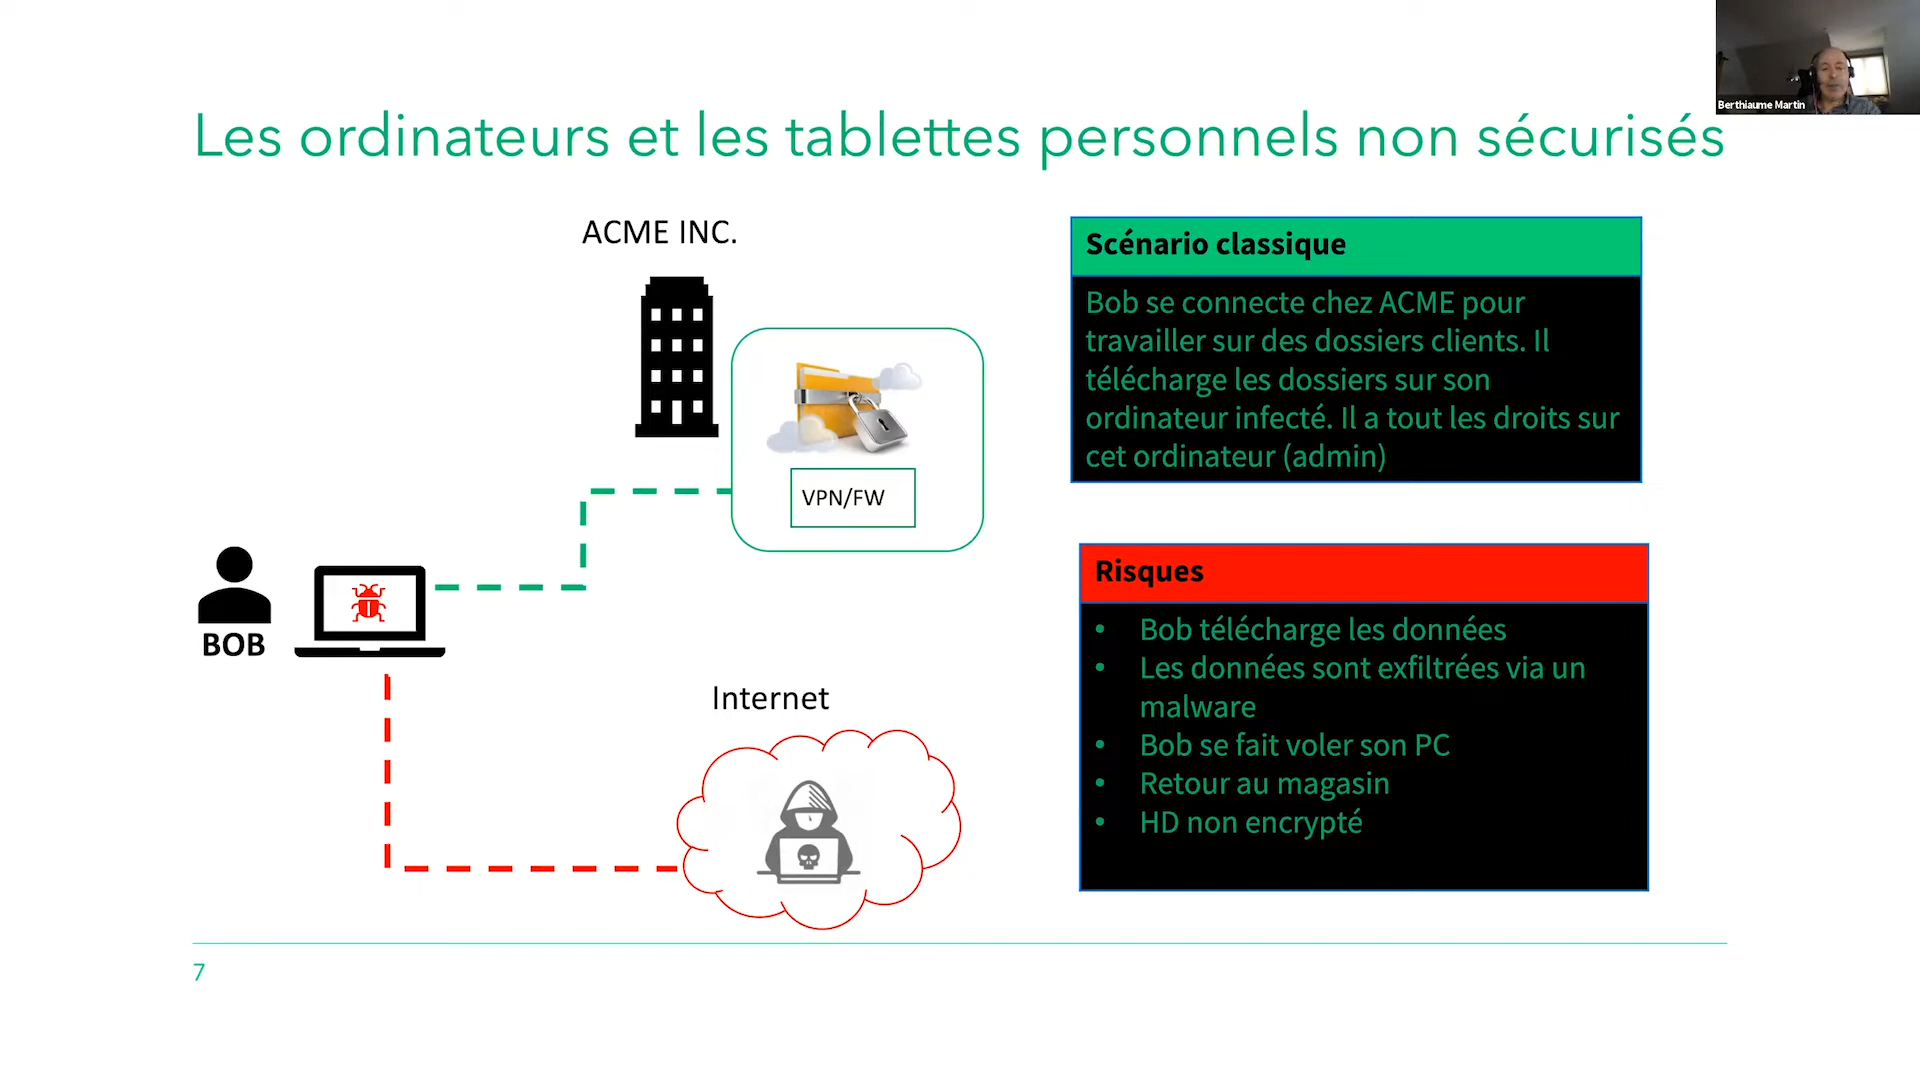 Berthiaume Martin
Les ordinateurs et les tablettes personnels non sécurisés
ACME INC.
VPN/FW
BOB
Internet
Scénario classique
Bob se connecte chez ACME pour
travailler sur des dossiers clients. Il
télécharge les dossiers sur son
ordinateur infecté. Il a tout les droits sur
cet ordinateur (admin)
Risques
• Bob télécharge les données
• Les données sont exfiltrées via un
malware
• Bob se fait voler son PC
• Retour au magasin
• HD non encrypté
7